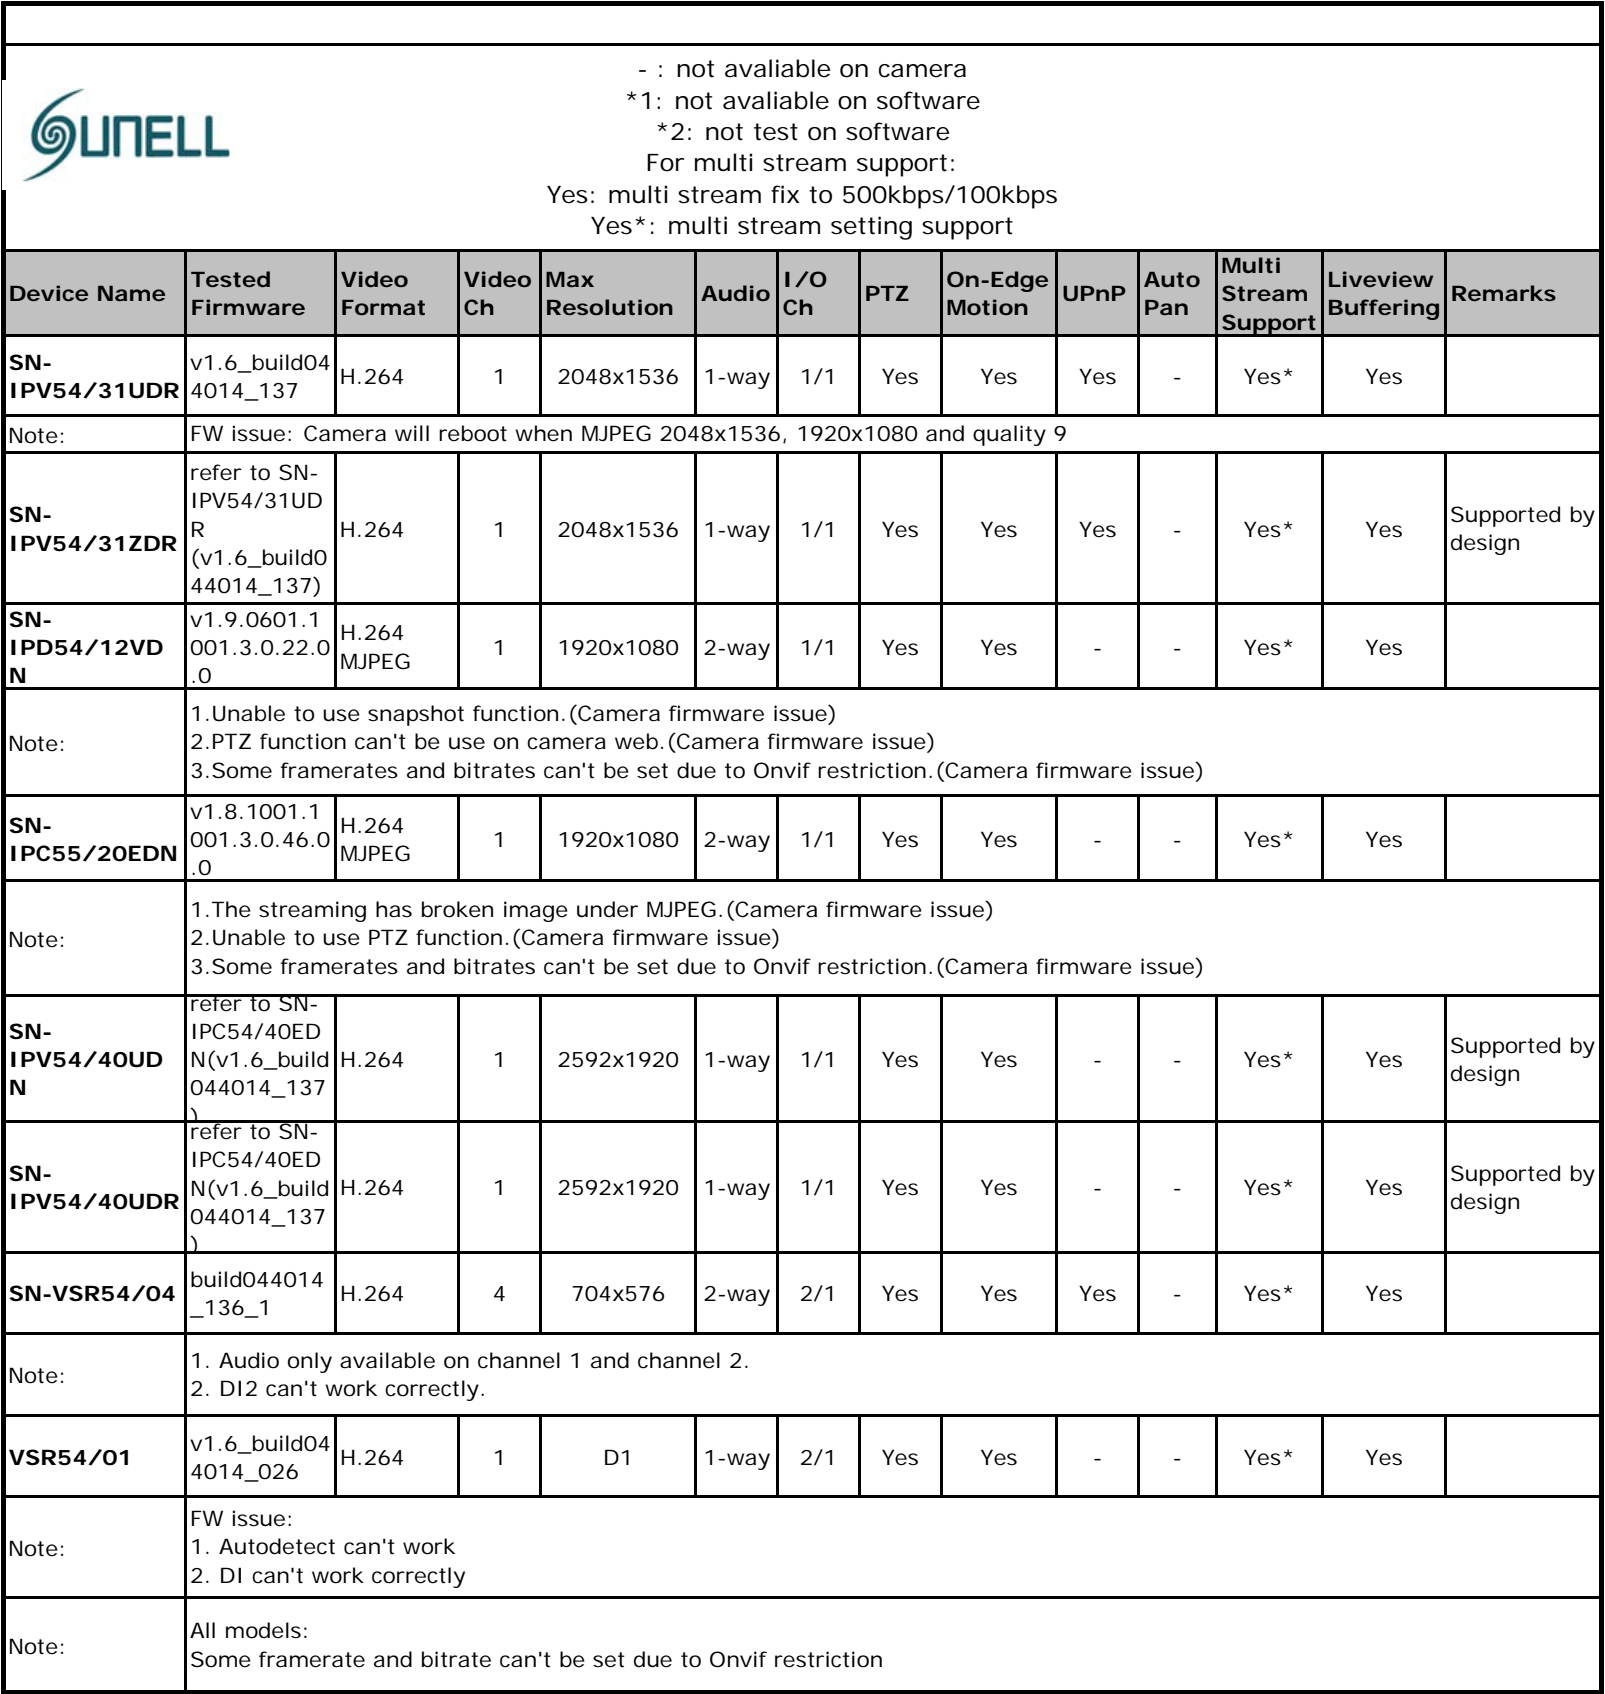 SUNELL
- : not avaliable on camera
*1: not avaliable on software
*2: not test on software
For multi stream support:
Yes: multi stream fix to 500kbps/100kbps
Yes*: multi stream setting support
Device Name Tested Firmware Video Format Video Ch Max Resolution Audio I/O Ch PTZ On-Edge Motion UPnP Auto Pan Multi Stream Support Liveview Buffering Remarks
SN-IPV54/31UDR v1.6_build044014_137 H.264 1 2048x1536 1-way 1/1 Yes Yes Yes - Yes* Yes
Note: FW issue: Camera will reboot when MJPEG 2048x1536, 1920x1080 and quality 9
SN-IPV54/31ZDR refer to SN-IPV54/31UDR (v1.6_build044014_137) H.264 1 2048x1536 1-way 1/1 Yes Yes Yes - Yes* Yes Supported by design
SN-IPD54/12VDN v1.9.0601.1001.3.0.22.0.0 H.264 MJPEG 1 1920x1080 2-way 1/1 Yes Yes - - Yes* Yes
Note:
1.Unable to use snapshot function.(Camera firmware issue)
2.PTZ function can't be use on camera web.(Camera firmware issue)
3.Some framerates and bitrates can't be set due to Onvif restriction.(Camera firmware issue)
SN-IPC55/20EDN v1.8.1001.1001.3.0.46.0.0 H.264 MJPEG 1 1920x1080 2-way 1/1 Yes Yes - - Yes* Yes
Note:
1.The streaming has broken image under MJPEG.(Camera firmware issue)
2.Unable to use PTZ function.(Camera firmware issue)
3.Some framerates and bitrates can't be set due to Onvif restriction.(Camera firmware issue)
SN-IPV54/40UDN refer to SN-IPC54/40EDN(v1.6_build044014_137) H.264 1 2592x1920 1-way 1/1 Yes Yes - - Yes* Yes Supported by design
SN-IPV54/40UDR refer to SN-IPC54/40EDN(v1.6_build044014_137) H.264 1 2592x1920 1-way 1/1 Yes Yes - - Yes* Yes Supported by design
SN-VSR54/04 build044014_136_1 H.264 4 704x576 2-way 2/1 Yes Yes Yes - Yes* Yes
Note:
1. Audio only available on channel 1 and channel 2.
2. DI2 can't work correctly.
VSR54/01 v1.6_build044014_026 H.264 1 D1 1-way 2/1 Yes Yes - - Yes* Yes
Note:
FW issue:
1. Autodetect can't work
2. DI can't work correctly
Note:
All models:
Some framerate and bitrate can't be set due to Onvif restriction